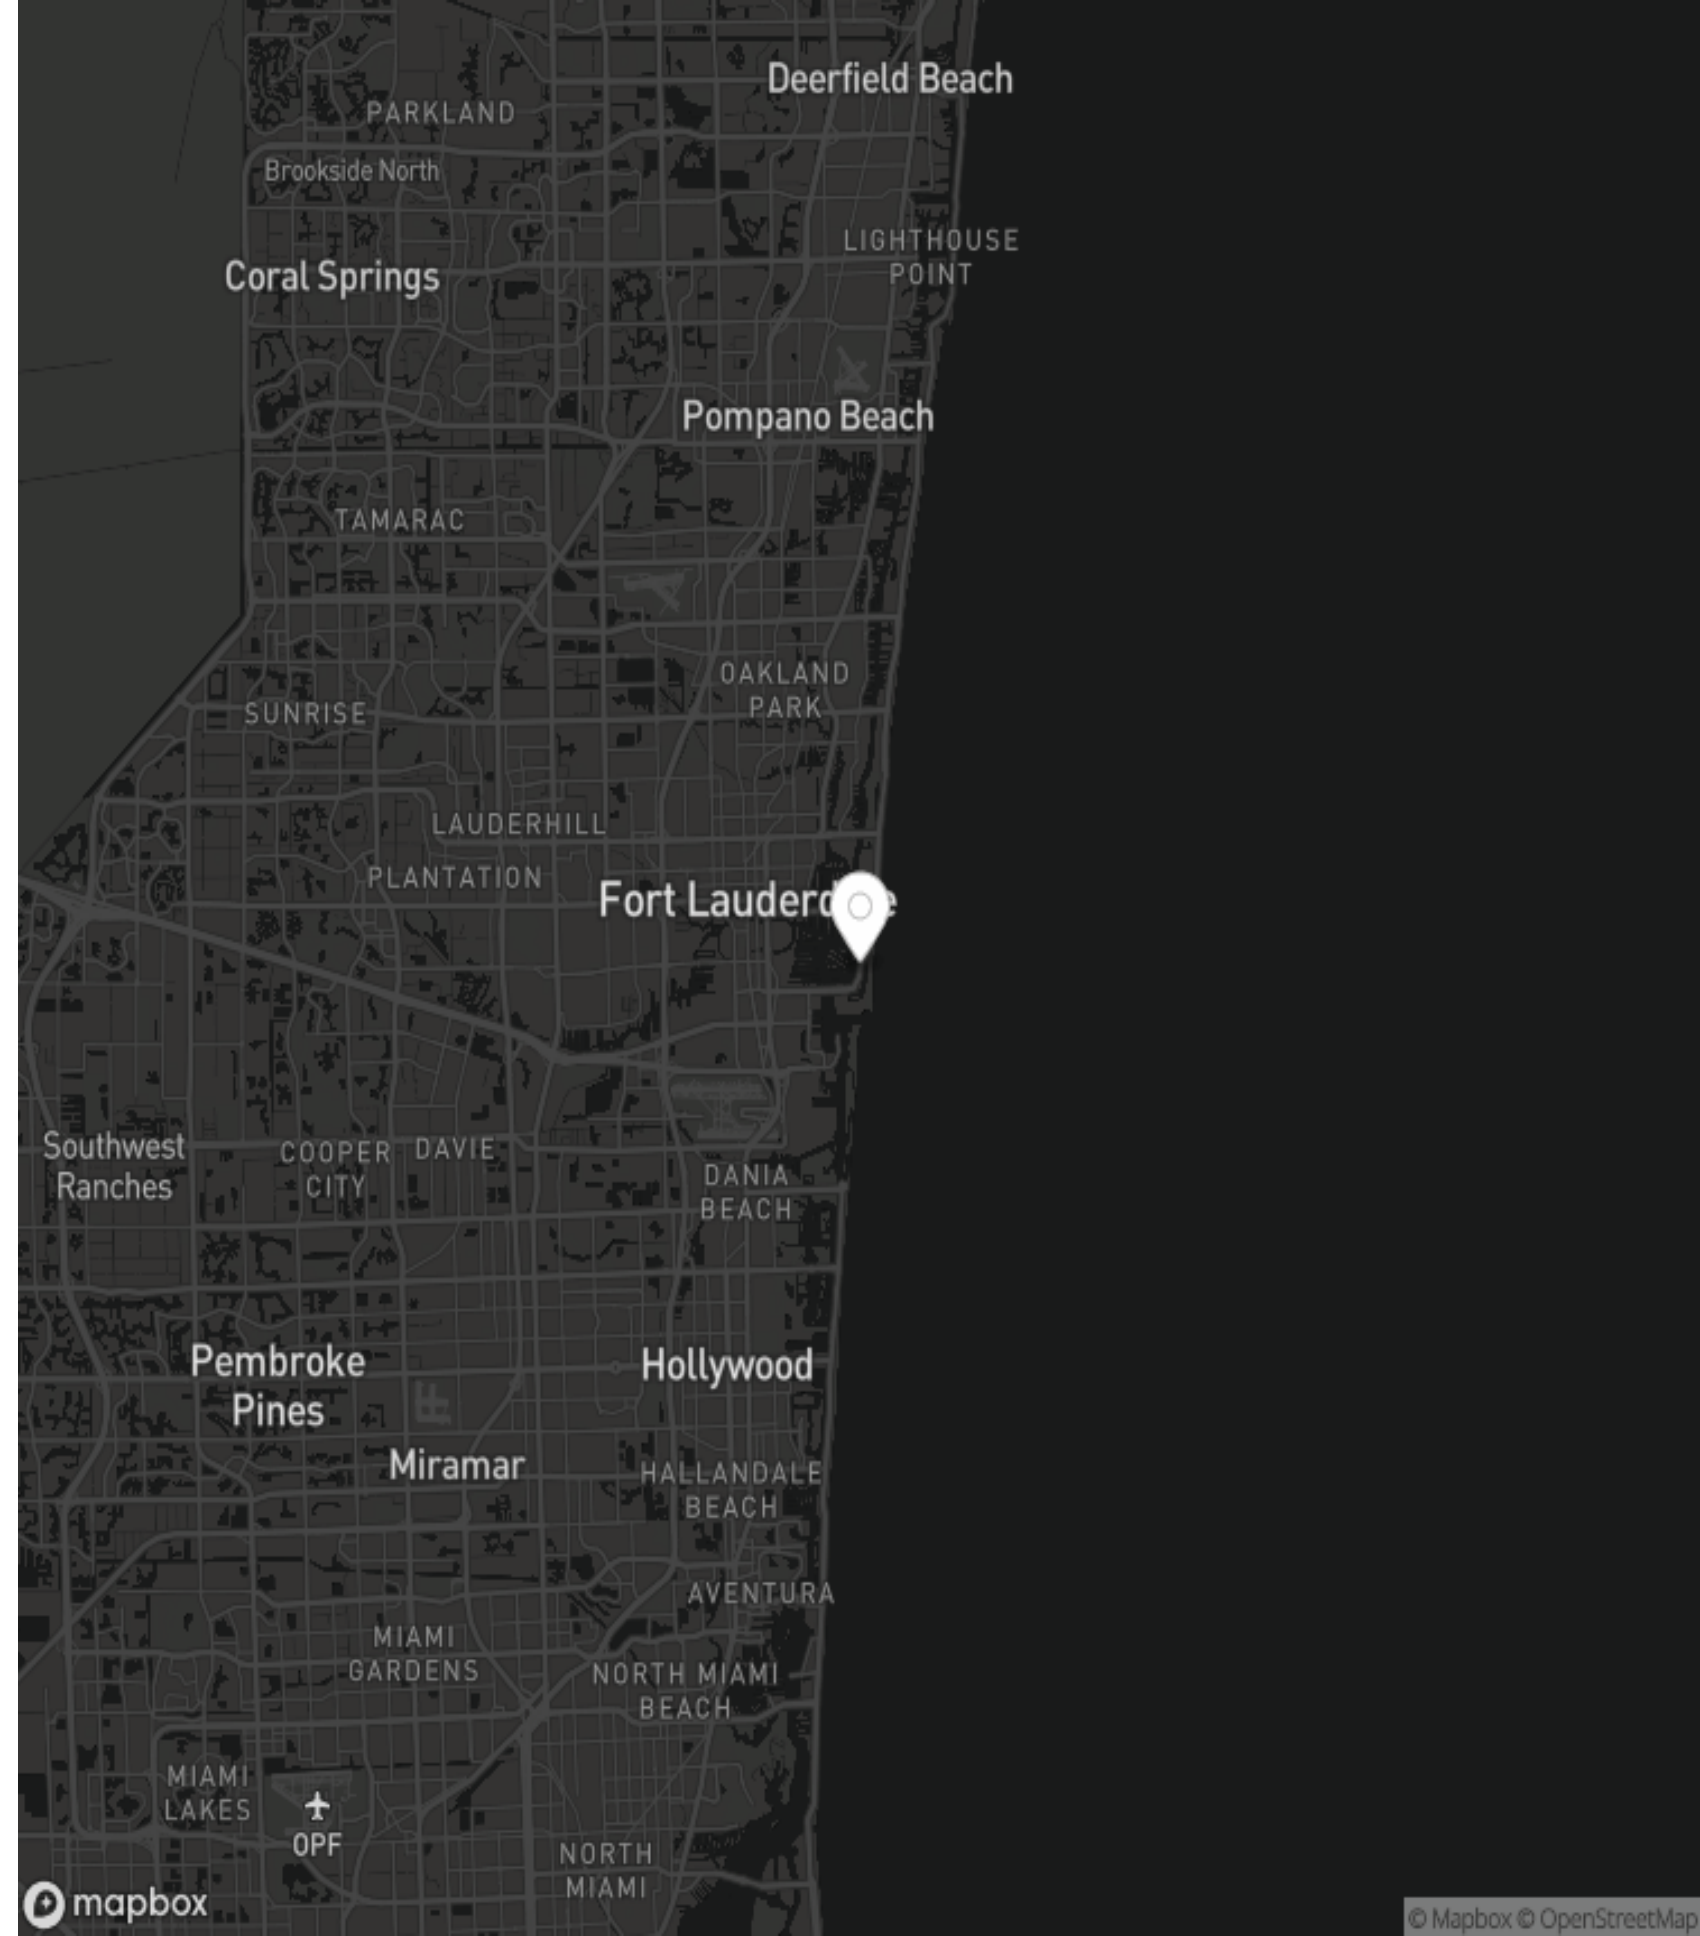 Deerfield Beach
PARKLAND
Brookside North
LIGHTHOUSE
POINT
Coral Springs
Pompano Beach
TAMARAC
OAKLAND
PARK
SUNRISE
LAUDERHILL
PLANTATION
Fort
Southwest
Ranches
COOPER
CITY
DAVIE
DANIA
BEACH
Pembroke
Pines
Hollywood
Miramar
HALLANDALE
BEACH
AVENTURA
MIAMI
GARDENS
NORTH MIAMI
BEACH
MIAMI
LAKES
OPF
NORTH
MIAMI
mapbox
© Mapbox © OpenStreetMap